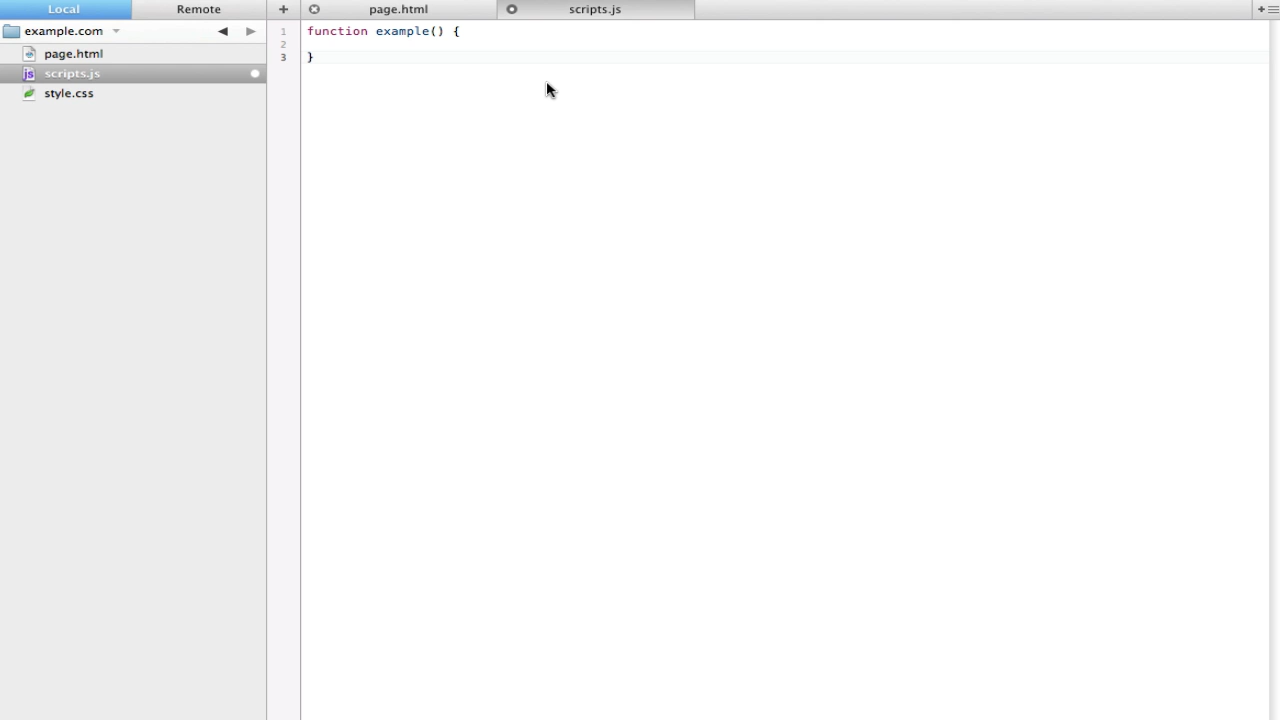 Local Remote + page.html scripts.js
example.com
page.html
js scripts.js
style.css
1 function example() {
2
3 }